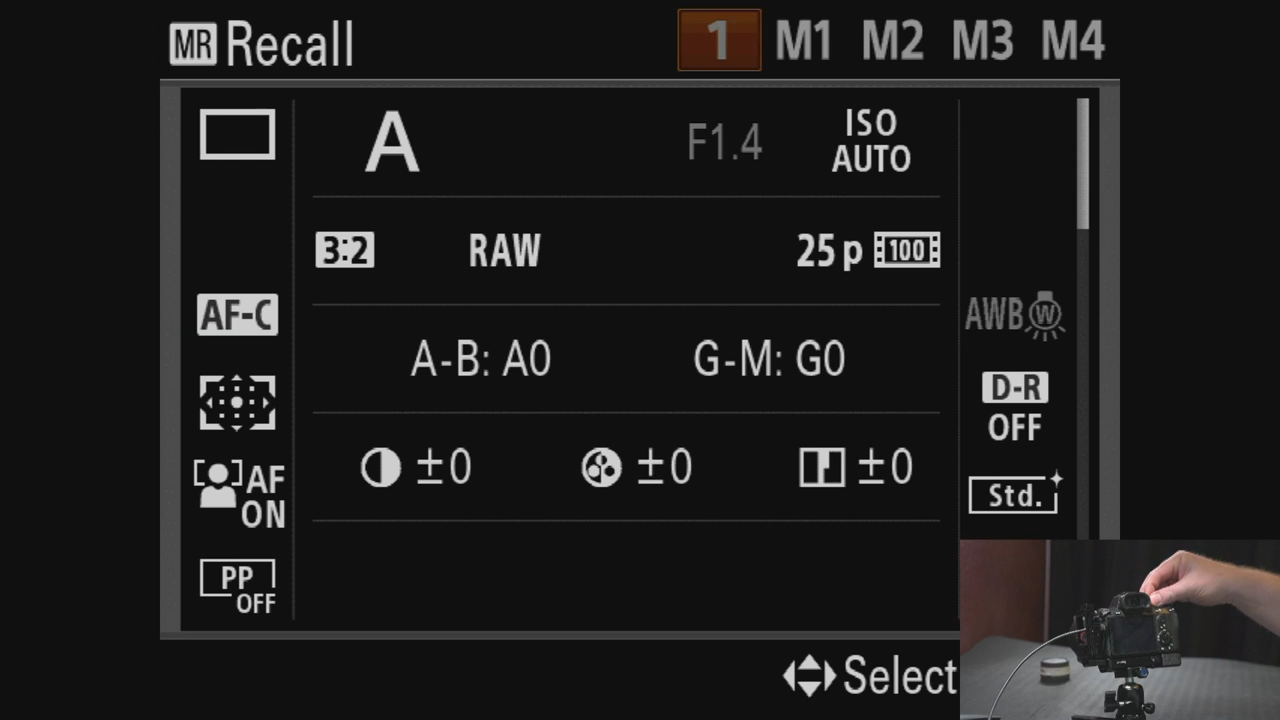 MR Recall 1 M1 M2 M3 M4
A F1.4 ISO AUTO
3:2 RAW 25p 100
AF-C AWB W
A-B: A0 G-M: G0
D-R OFF
±0 ±0 ±0
AF ON Std.
PP OFF
Select